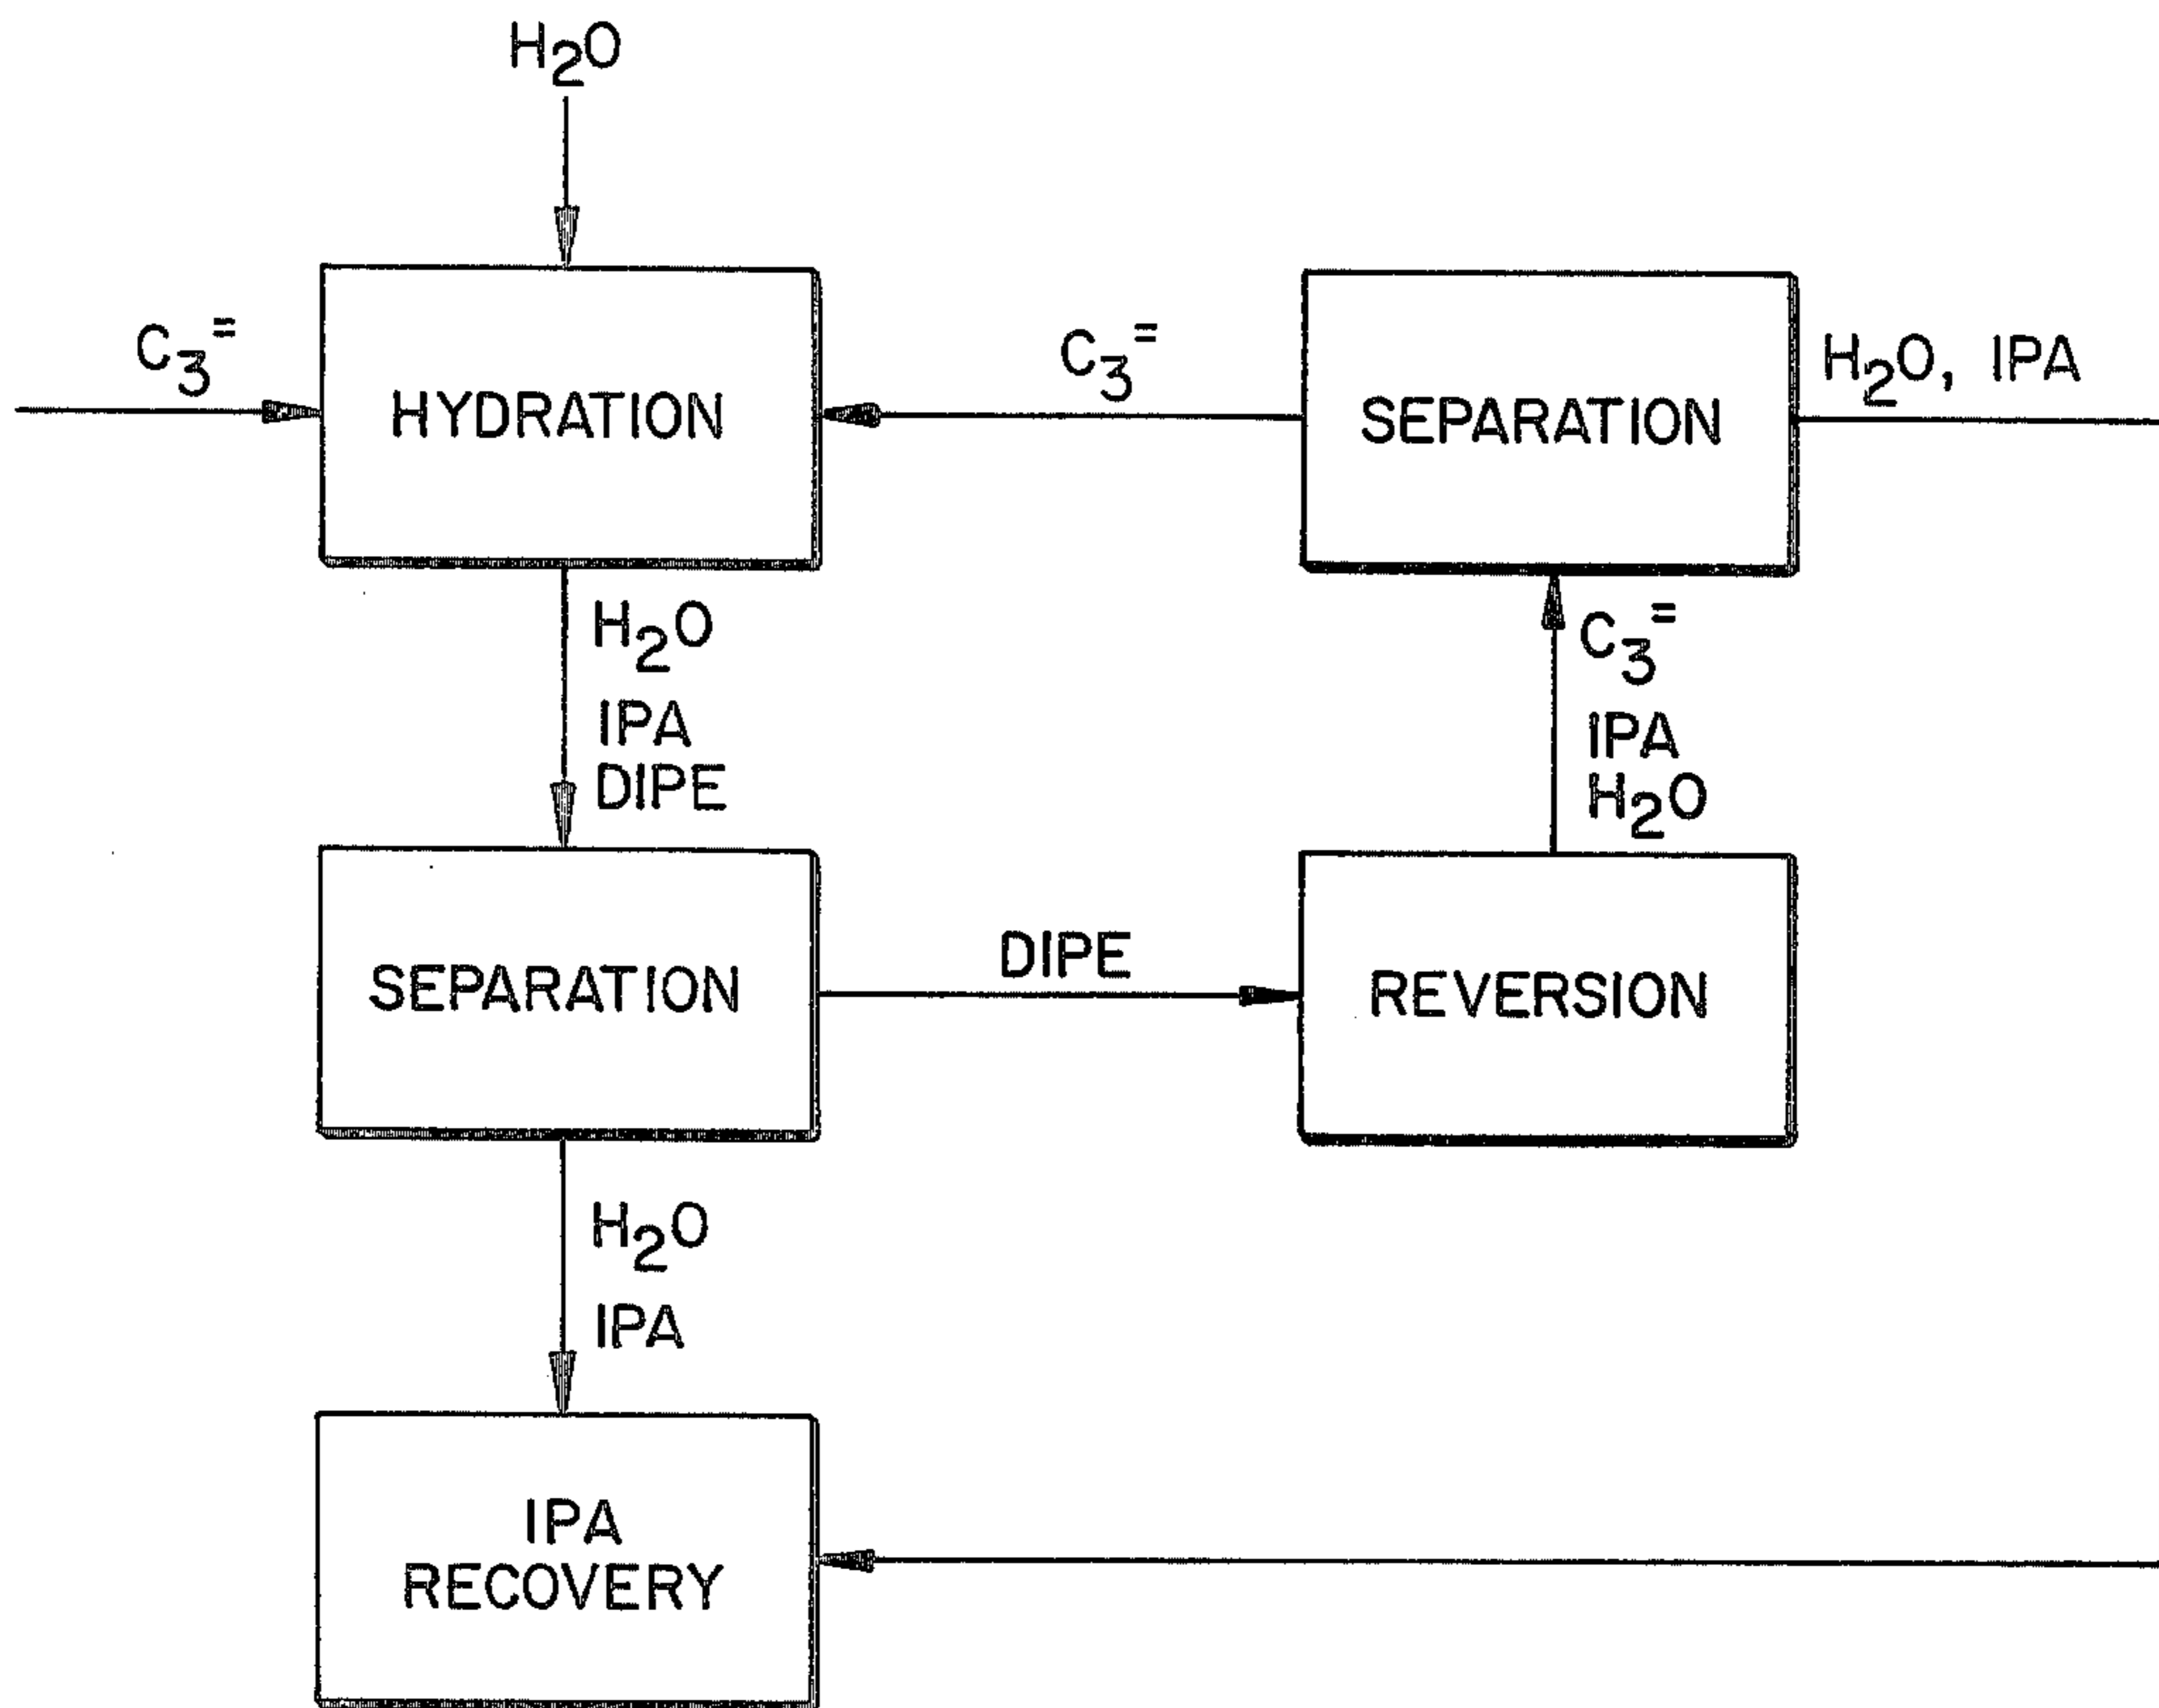 H₂O
C₃⁼
C₃⁼
H₂O, IPA
HYDRATION
SEPARATION
H₂O
IPA
DIPE
C₃⁼
IPA
H₂O
SEPARATION
DIPE
REVERSION
H₂O
IPA
IPA
RECOVERY